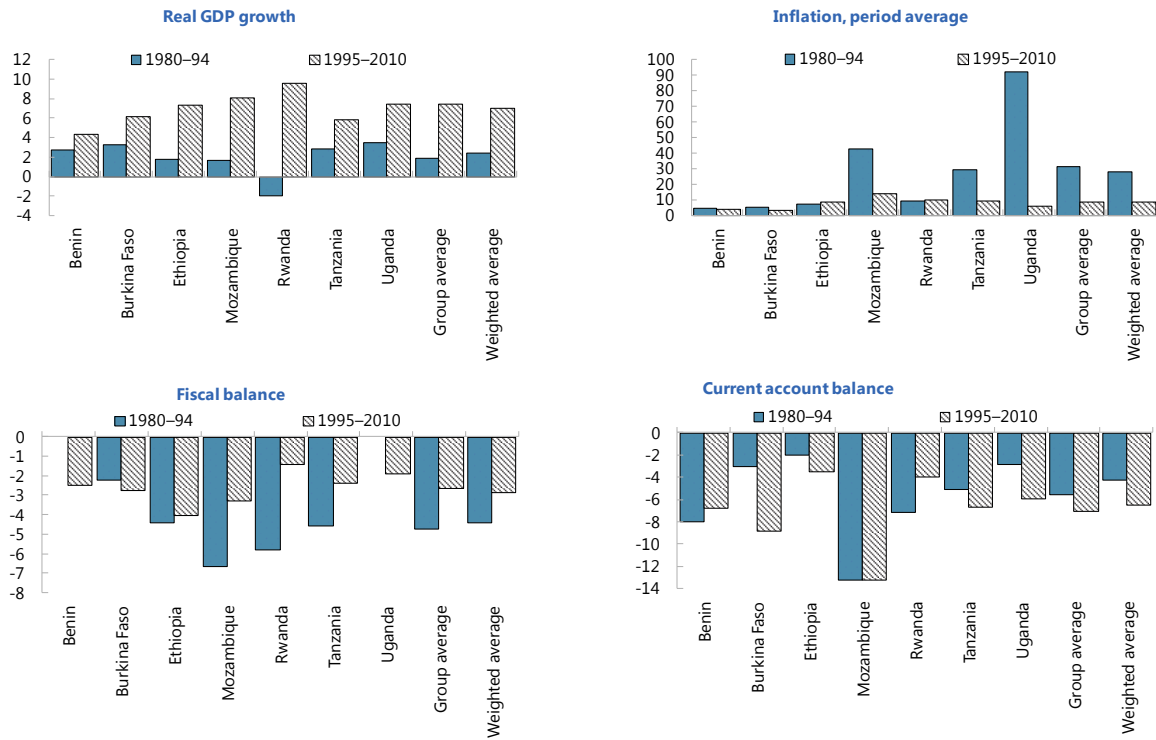 Real GDP growth
1980–94 1995–2010
12
10
8
6
4
2
0
-2
-4
Benin
Burkina Faso
Ethiopia
Mozambique
Rwanda
Tanzania
Uganda
Group average
Weighted average
Inflation, period average
1980–94 1995–2010
100
90
80
70
60
50
40
30
20
10
0
Benin
Burkina Faso
Ethiopia
Mozambique
Rwanda
Tanzania
Uganda
Group average
Weighted average
Fiscal balance
1980–94 1995–2010
0
-1
-2
-3
-4
-5
-6
-7
-8
Benin
Burkina Faso
Ethiopia
Mozambique
Rwanda
Tanzania
Uganda
Group average
Weighted average
Current account balance
1980–94 1995–2010
0
-2
-4
-6
-8
-10
-12
-14
Benin
Burkina Faso
Ethiopia
Mozambique
Rwanda
Tanzania
Uganda
Group average
Weighted average